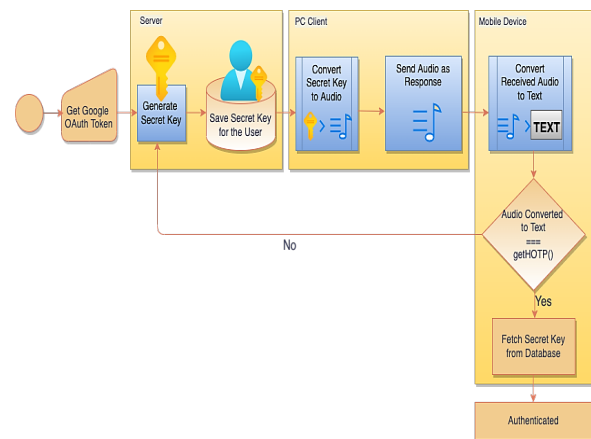 Server
PC Client
Mobile Device
Get Google
OAuth Token
Generate
Secret Key
Save Secret Key
for the User
Convert
Secret Key
to Audio
Send Audio as
Response
Convert
Received Audio
to Text
TEXT
Audio Converted
to Text
===
getHOTP()
No
Yes
Fetch Secret Key
from Database
Authenticated